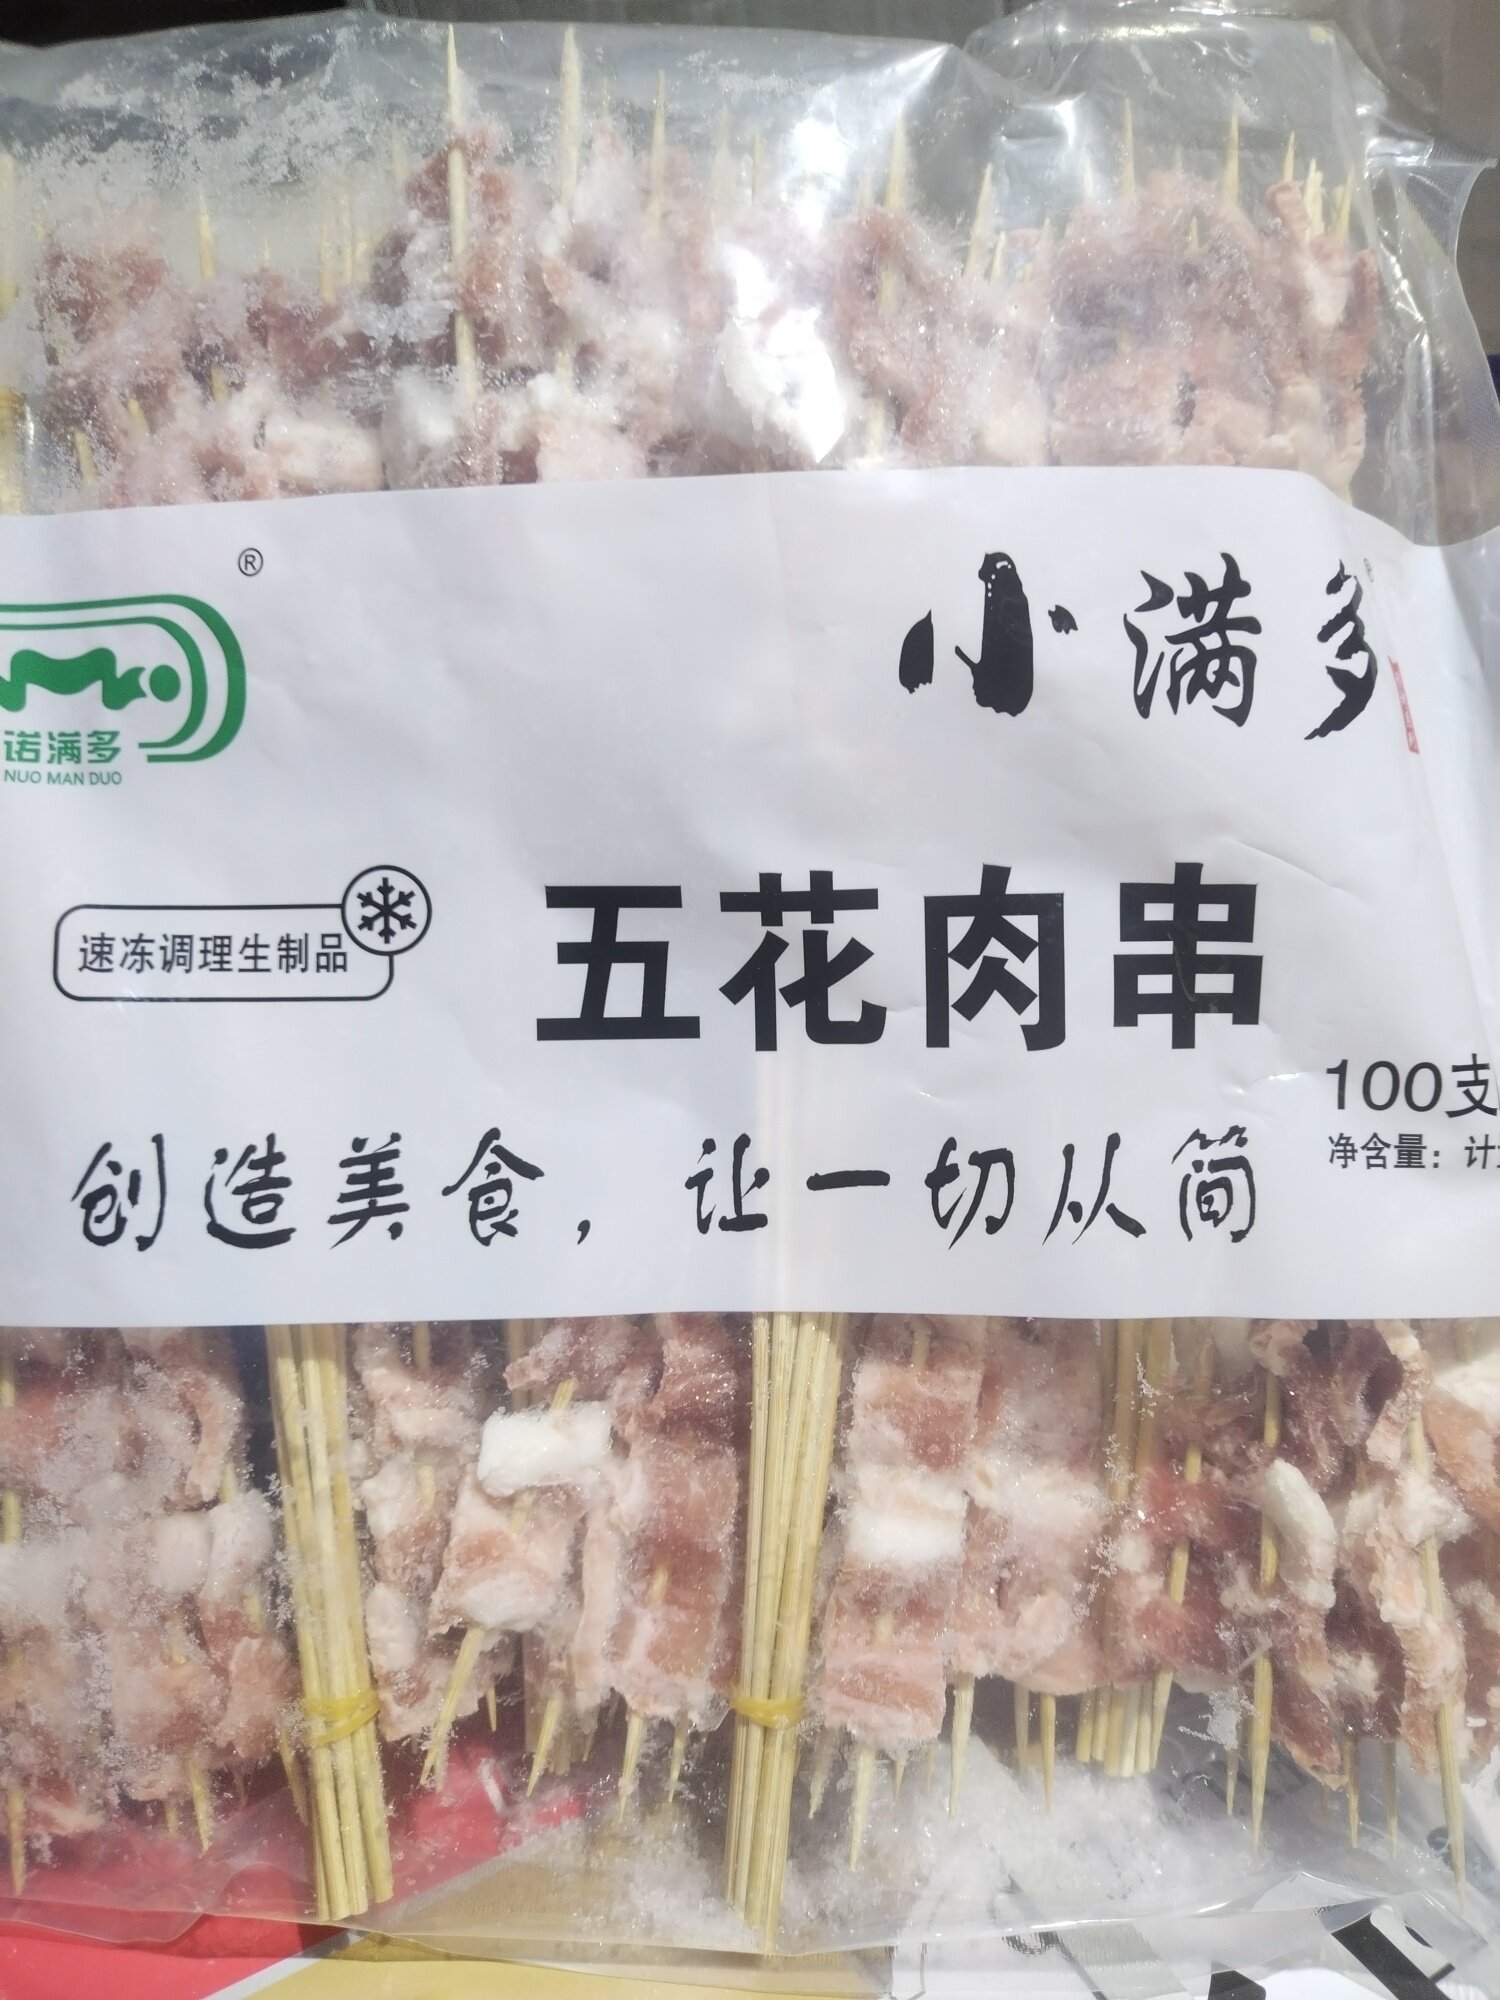 ®
小满多®
诺满多
NUO MAN DUO
速冻调理生制品
五花肉串
100支
净含量：计
创造美食，让一切从简